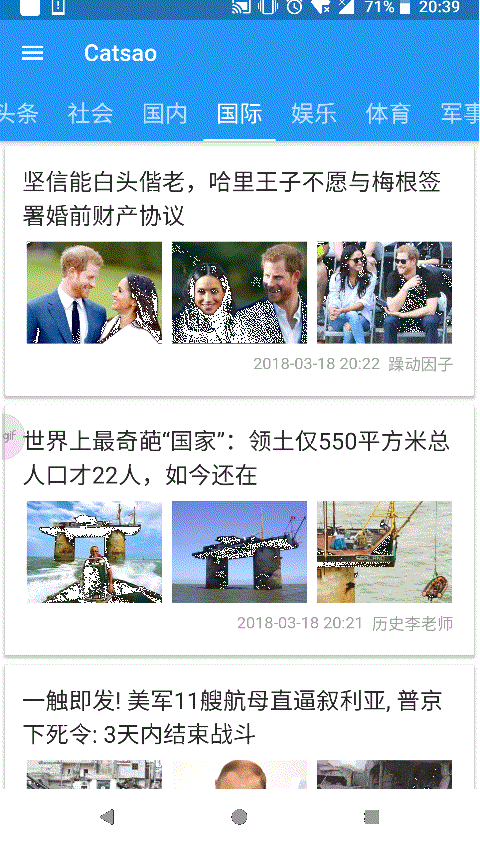 71% 20:39
Catsao
头条 社会 国内 国际 娱乐 体育 军事
坚信能白头偕老，哈里王子不愿与梅根签
署婚前财产协议
2018-03-18 20:22 躁动因子
gif
世界上最奇葩“国家”：领土仅550平方米总
人口才22人，如今还在
2018-03-18 20:21 历史李老师
一触即发! 美军11艘航母直逼叙利亚, 普京
下死令: 3天内结束战斗